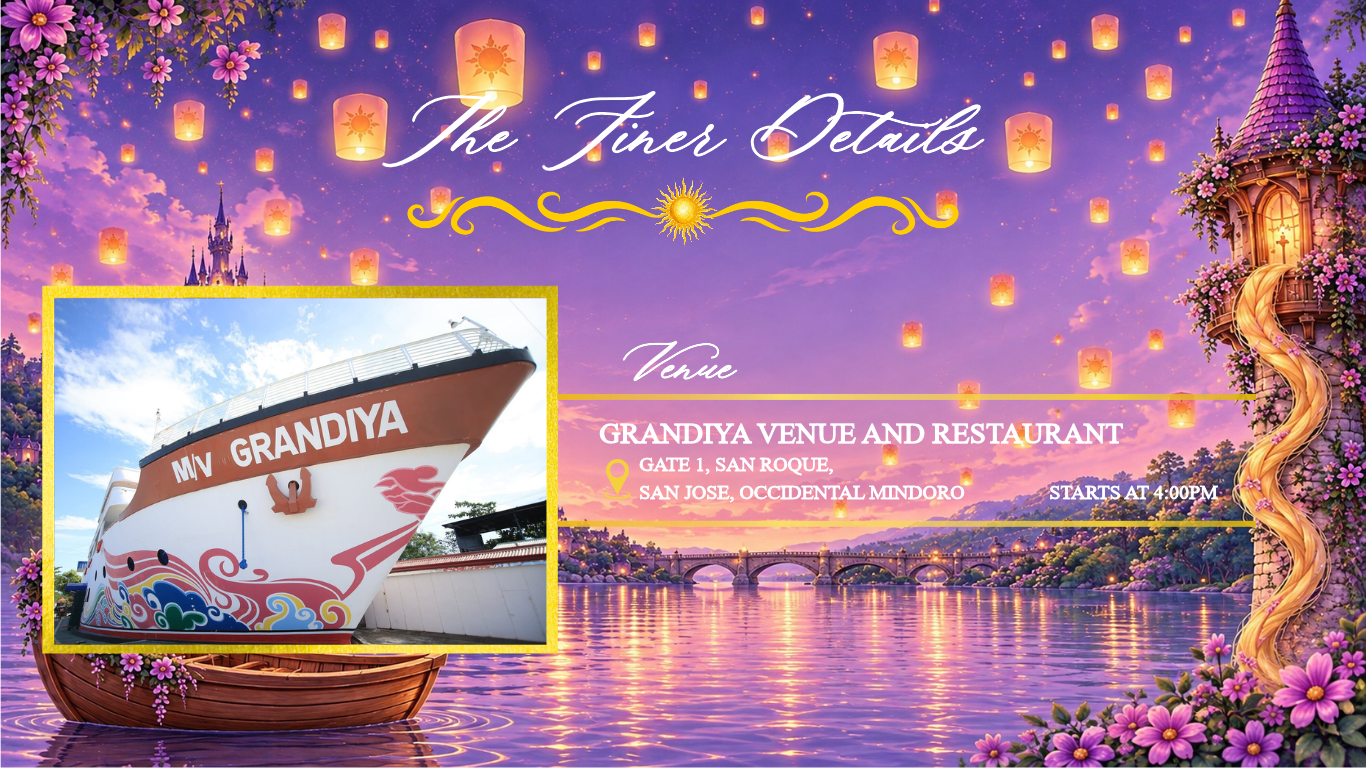 The Finer Details
M/V GRANDIYA
Venue
GRANDIYA VENUE AND RESTAURANT
GATE 1, SAN ROQUE,
SAN JOSE, OCCIDENTAL MINDORO
STARTS AT 4:00PM